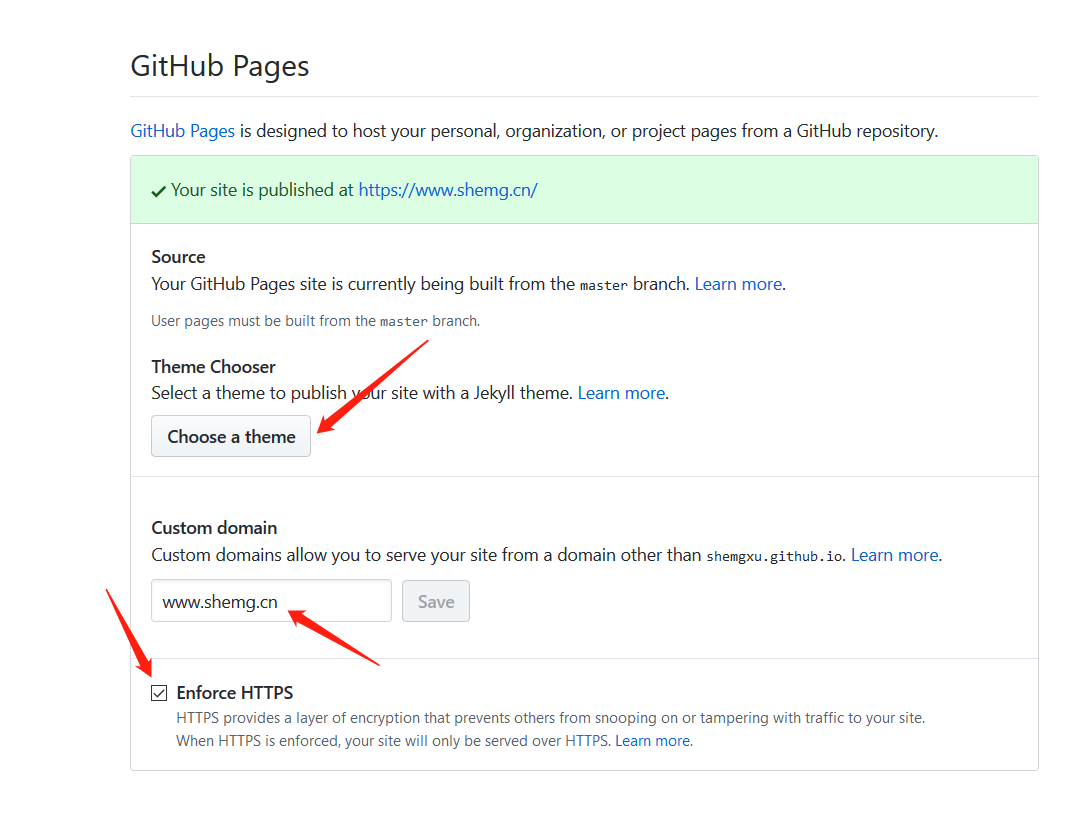 GitHub Pages
GitHub Pages is designed to host your personal, organization, or project pages from a GitHub repository.
Your site is published at https://www.shemg.cn/
Source
Your GitHub Pages site is currently being built from the master branch. Learn more.
User pages must be built from the master branch.
Theme Chooser
Select a theme to publish your site with a Jekyll theme. Learn more.
Choose a theme
Custom domain
Custom domains allow you to serve your site from a domain other than shemgxu.github.io. Learn more.
www.shemg.cn Save
Enforce HTTPS
HTTPS provides a layer of encryption that prevents others from snooping on or tampering with traffic to your site.
When HTTPS is enforced, your site will only be served over HTTPS. Learn more.